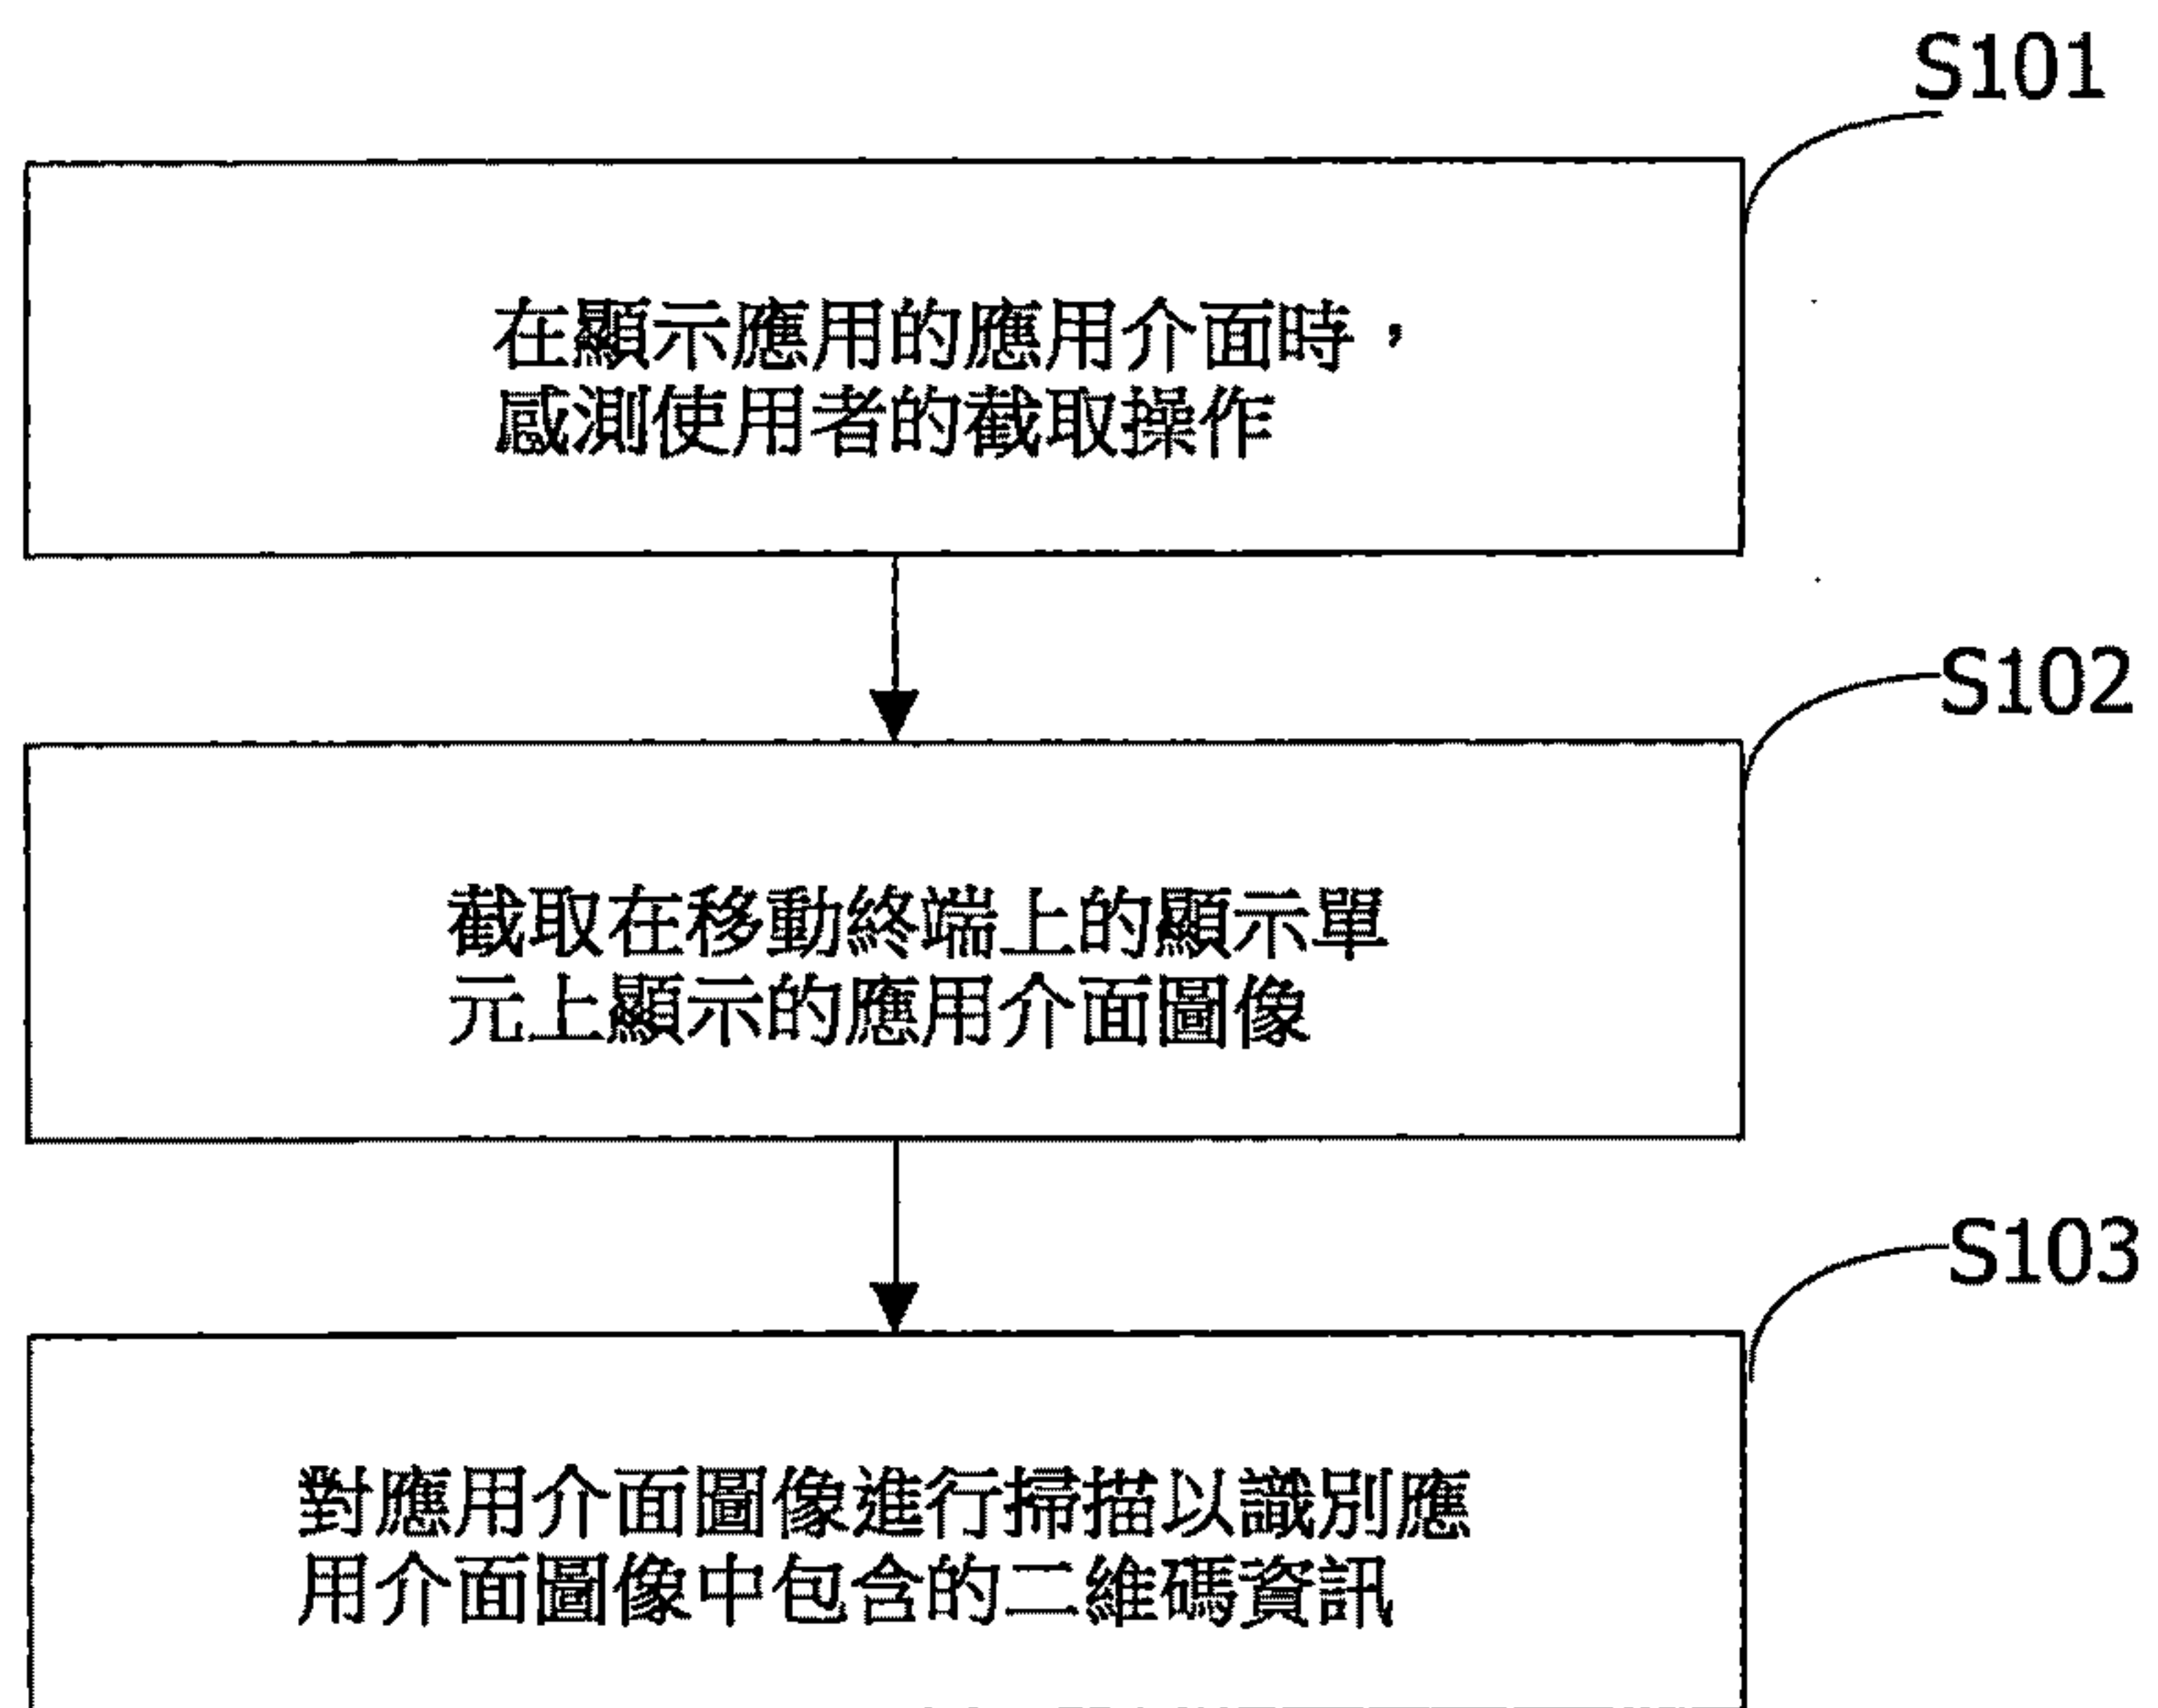 S101
在顯示應用的應用介面時，
感測使用者的截取操作
S102
截取在移動終端上的顯示單
元上顯示的應用介面圖像
S103
對應用介面圖像進行掃描以識別應
用介面圖像中包含的二維碼資訊